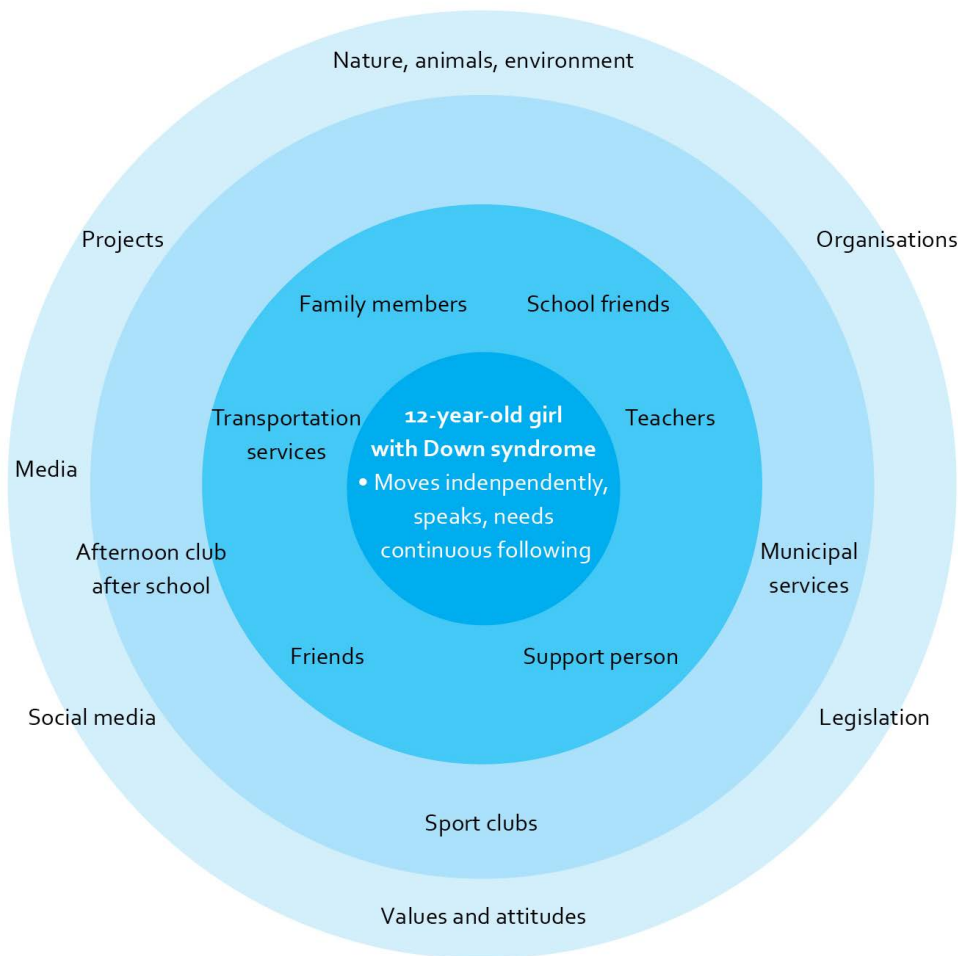 Nature, animals, environment
Projects
Organisations
Family members
School friends
Transportation
services
12-year-old girl
with Down syndrome
• Moves indenpendently,
speaks, needs
continuous following
Teachers
Media
Afternoon club
after school
Municipal
services
Friends
Support person
Social media
Legislation
Sport clubs
Values and attitudes